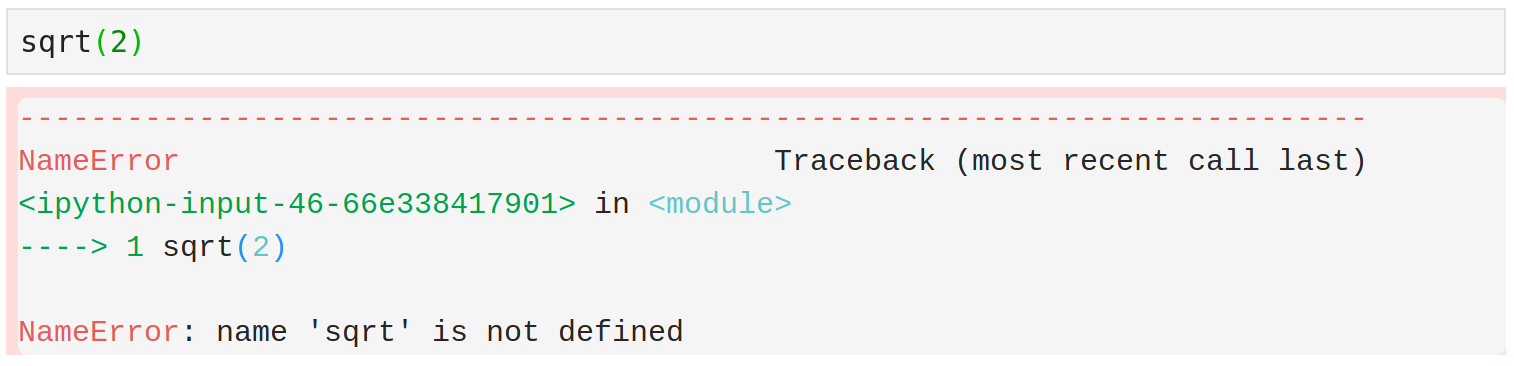 sqrt(2)
---------------------------------------------------------------------------
NameError                                 Traceback (most recent call last)
<ipython-input-46-66e338417901> in <module>
----> 1 sqrt(2)
NameError: name 'sqrt' is not defined